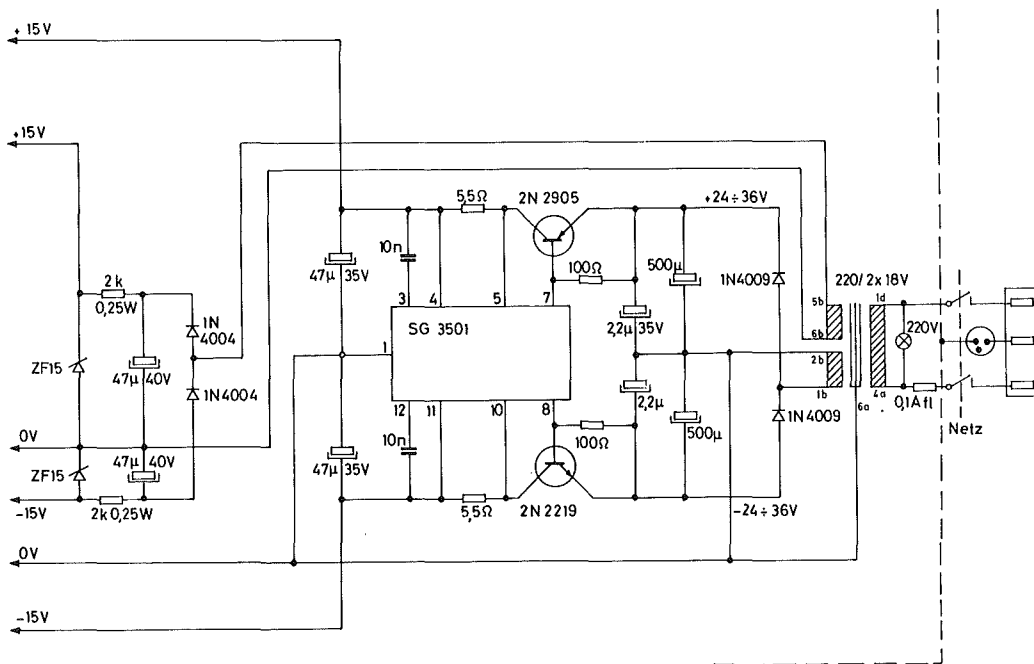 + 15V
+15V
5,5Ω
2N 2905
+24÷36V
10n
47µ 35V
100Ω
500µ
1N4009
220/ 2x18V
2k
0,25W
3
4
5
7
5b
1d
1N
4004
SG 3501
2,2µ 35V
6b
220V
1
ZF15
47µ 40V
1N4004
2b
12
11
10
8
2,2µ
1b
6a
4a
0,1A fl
1N4009
Netz
10n
100Ω
500µ
0V
47µ 40V
47µ 35V
ZF15
-15V
2k 0,25W
5,5Ω
2N 2219
-24÷36V
0V
-15V